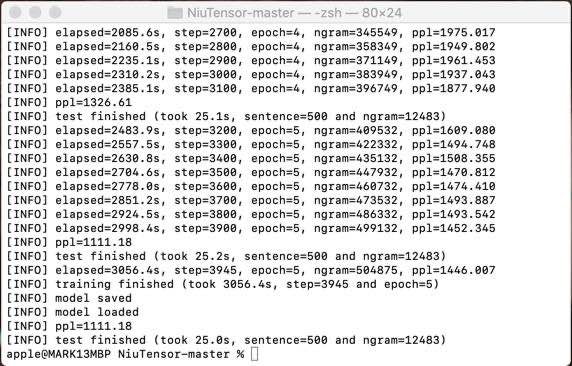 NiuTensor-master — -zsh — 80×24
[INFO] elapsed=2085.6s, step=2700, epoch=4, ngram=345549, ppl=1975.017
[INFO] elapsed=2160.5s, step=2800, epoch=4, ngram=358349, ppl=1949.802
[INFO] elapsed=2235.1s, step=2900, epoch=4, ngram=371149, ppl=1961.453
[INFO] elapsed=2310.2s, step=3000, epoch=4, ngram=383949, ppl=1937.043
[INFO] elapsed=2385.1s, step=3100, epoch=4, ngram=396749, ppl=1877.940
[INFO] ppl=1326.61
[INFO] test finished (took 25.1s, sentence=500 and ngram=12483)
[INFO] elapsed=2483.9s, step=3200, epoch=5, ngram=409532, ppl=1609.080
[INFO] elapsed=2557.5s, step=3300, epoch=5, ngram=422332, ppl=1494.748
[INFO] elapsed=2630.8s, step=3400, epoch=5, ngram=435132, ppl=1508.355
[INFO] elapsed=2704.6s, step=3500, epoch=5, ngram=447932, ppl=1470.812
[INFO] elapsed=2778.0s, step=3600, epoch=5, ngram=460732, ppl=1474.410
[INFO] elapsed=2851.2s, step=3700, epoch=5, ngram=473532, ppl=1493.887
[INFO] elapsed=2924.5s, step=3800, epoch=5, ngram=486332, ppl=1493.542
[INFO] elapsed=2998.4s, step=3900, epoch=5, ngram=499132, ppl=1452.345
[INFO] ppl=1111.18
[INFO] test finished (took 25.2s, sentence=500 and ngram=12483)
[INFO] elapsed=3056.4s, step=3945, epoch=5, ngram=504875, ppl=1446.007
[INFO] training finished (took 3056.4s, step=3945 and epoch=5)
[INFO] model saved
[INFO] model loaded
[INFO] ppl=1111.18
[INFO] test finished (took 25.0s, sentence=500 and ngram=12483)
apple@MARK13MBP NiuTensor-master %